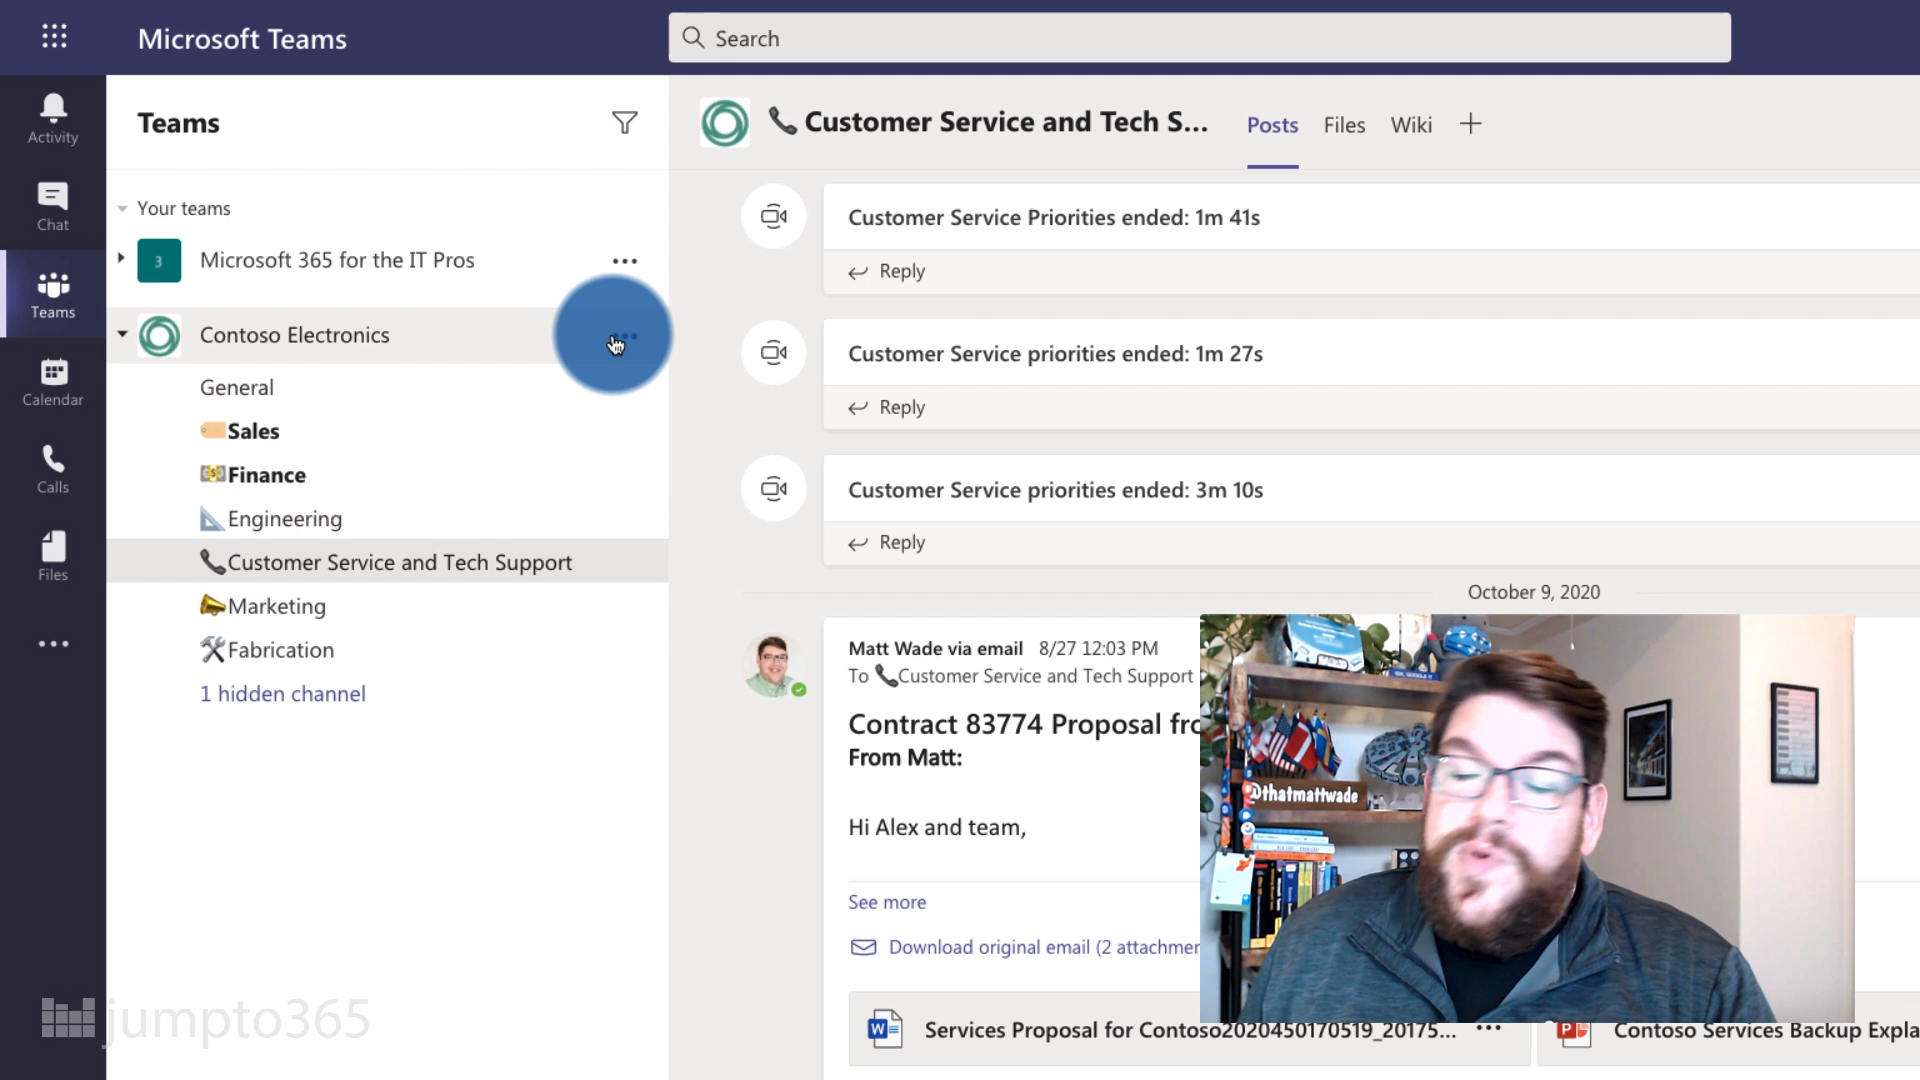 Microsoft Teams
Search
Activity
Chat
Teams
Calendar
Calls
Files
Teams
Your teams
3
Microsoft 365 for the IT Pros
Contoso Electronics
General
Sales
Finance
Engineering
Customer Service and Tech Support
Marketing
Fabrication
1 hidden channel
jumpto365
Customer Service and Tech S...
Posts
Files
Wiki
Customer Service Priorities ended: 1m 41s
Reply
Customer Service priorities ended: 1m 27s
Reply
Customer Service priorities ended: 3m 10s
Reply
October 9, 2020
Matt Wade via email 8/27 12:03 PM
To Customer Service and Tech Support
Contract 83774 Proposal fro
From Matt:
Hi Alex and team,
See more
Download original email (2 attachmen
Services Proposal for Contoso2020450170519_20175...
Contoso Services Backup Expla
@thatmattwade